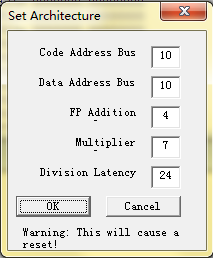 Set Architecture
Code Address Bus 10
Data Address Bus 10
FP Addition 4
Multiplier 7
Division Latency 24
OK Cancel
Warning: This will cause a
reset!